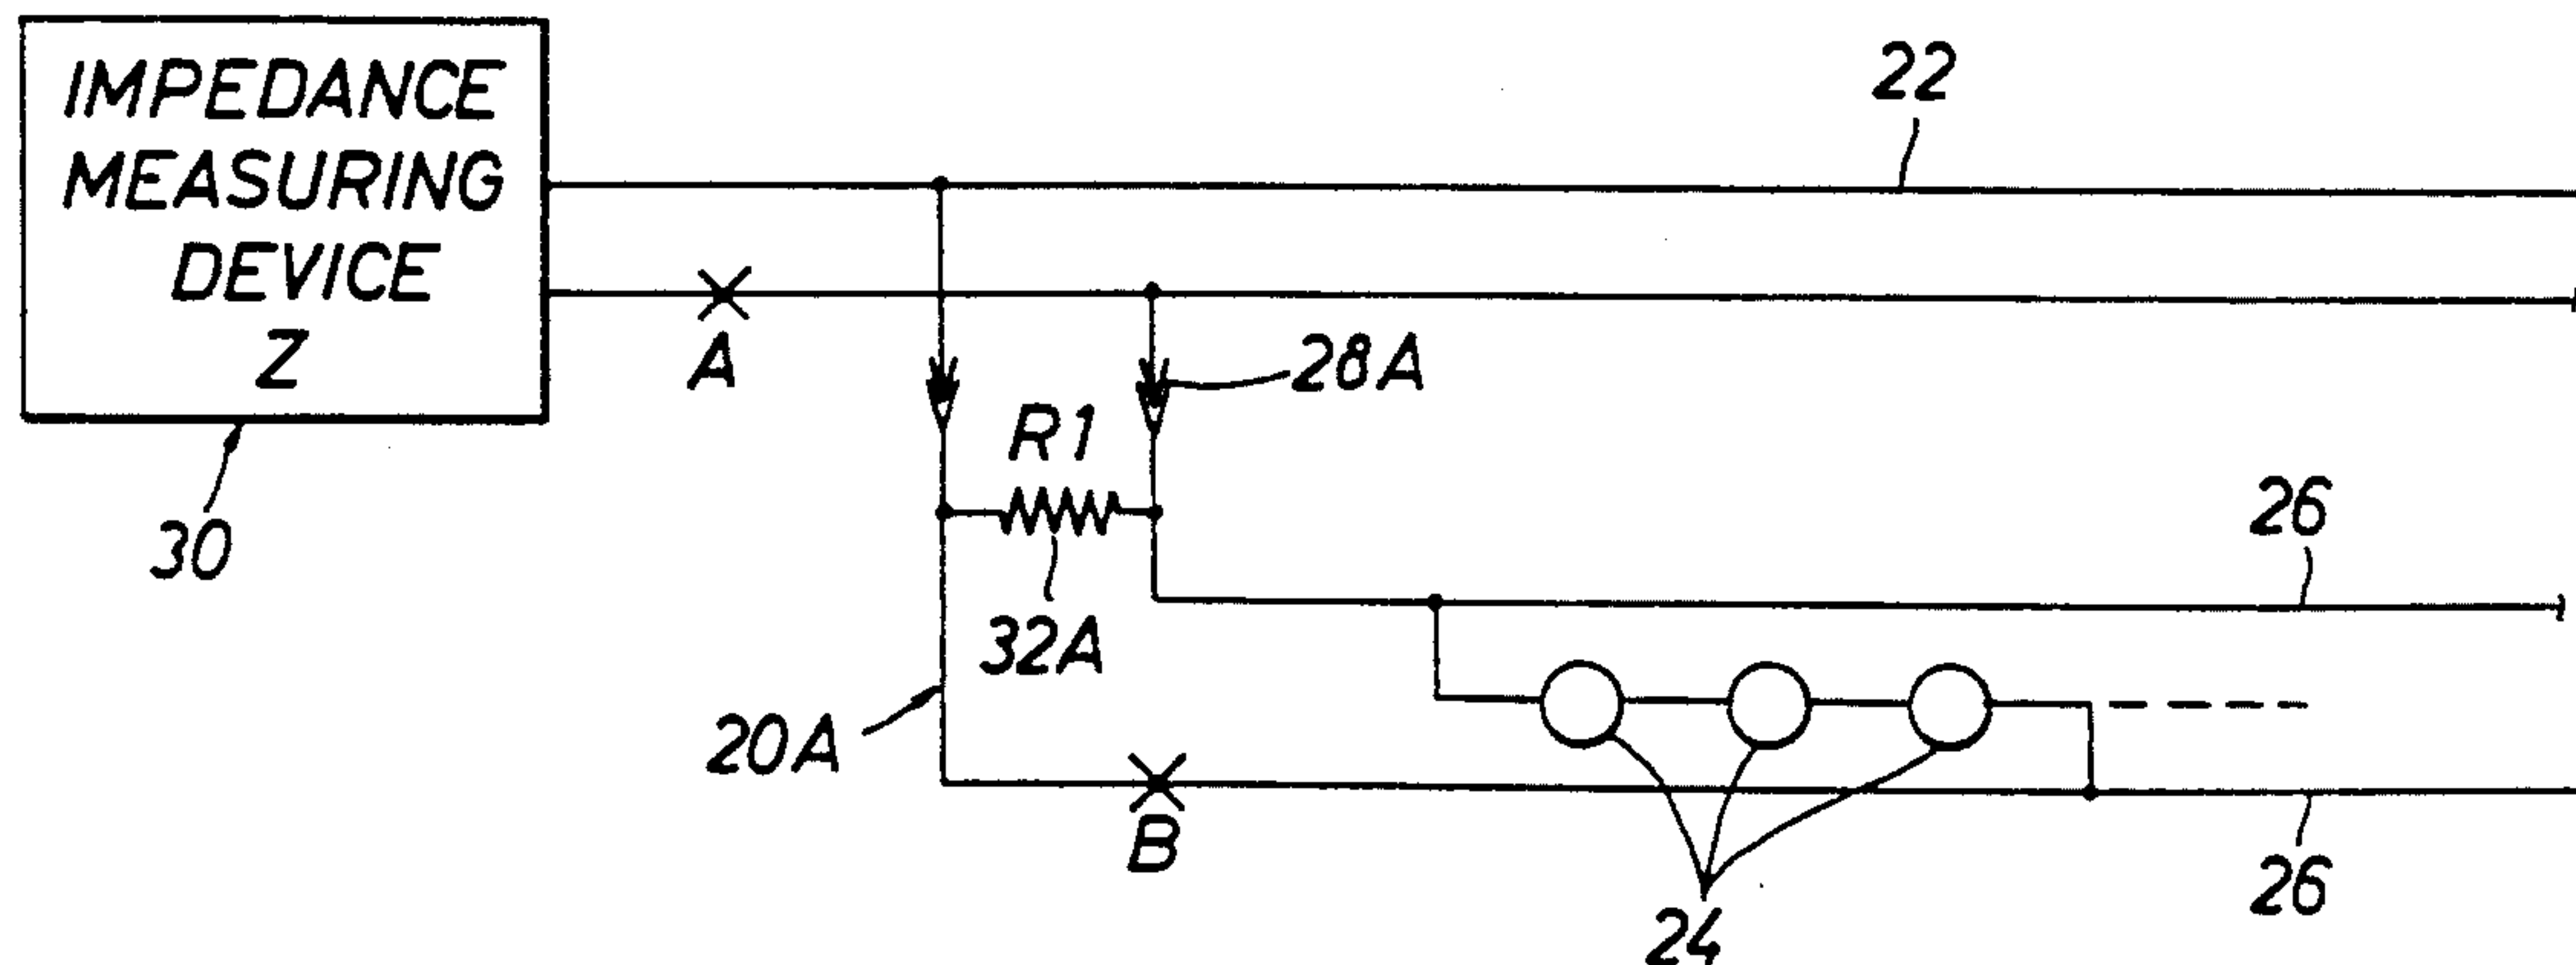 IMPEDANCE
MEASURING
DEVICE
Z
22
A
28A
R1
30
26
32A
20A
B
24
26